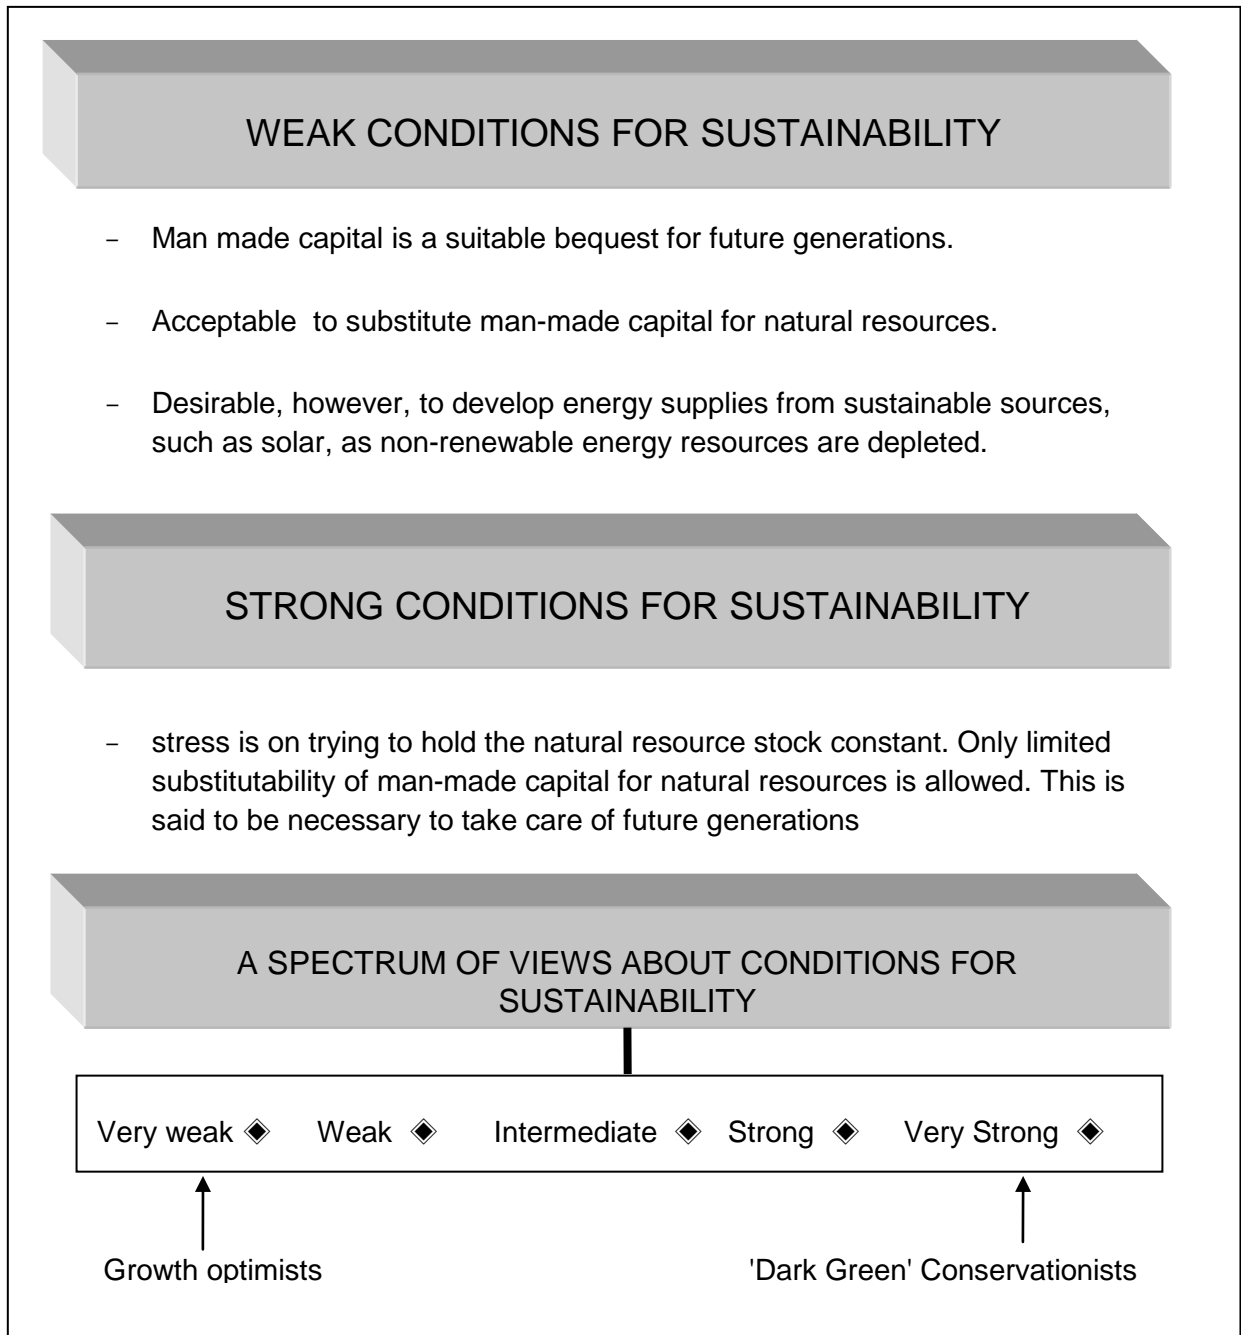 WEAK CONDITIONS FOR SUSTAINABILITY
– Man made capital is a suitable bequest for future generations.
– Acceptable to substitute man-made capital for natural resources.
– Desirable, however, to develop energy supplies from sustainable sources,
such as solar, as non-renewable energy resources are depleted.
STRONG CONDITIONS FOR SUSTAINABILITY
– stress is on trying to hold the natural resource stock constant. Only limited
substitutability of man-made capital for natural resources is allowed. This is
said to be necessary to take care of future generations
A SPECTRUM OF VIEWS ABOUT CONDITIONS FOR
SUSTAINABILITY
Very weak ◈ Weak ◈ Intermediate ◈ Strong ◈ Very Strong ◈
Growth optimists 'Dark Green' Conservationists